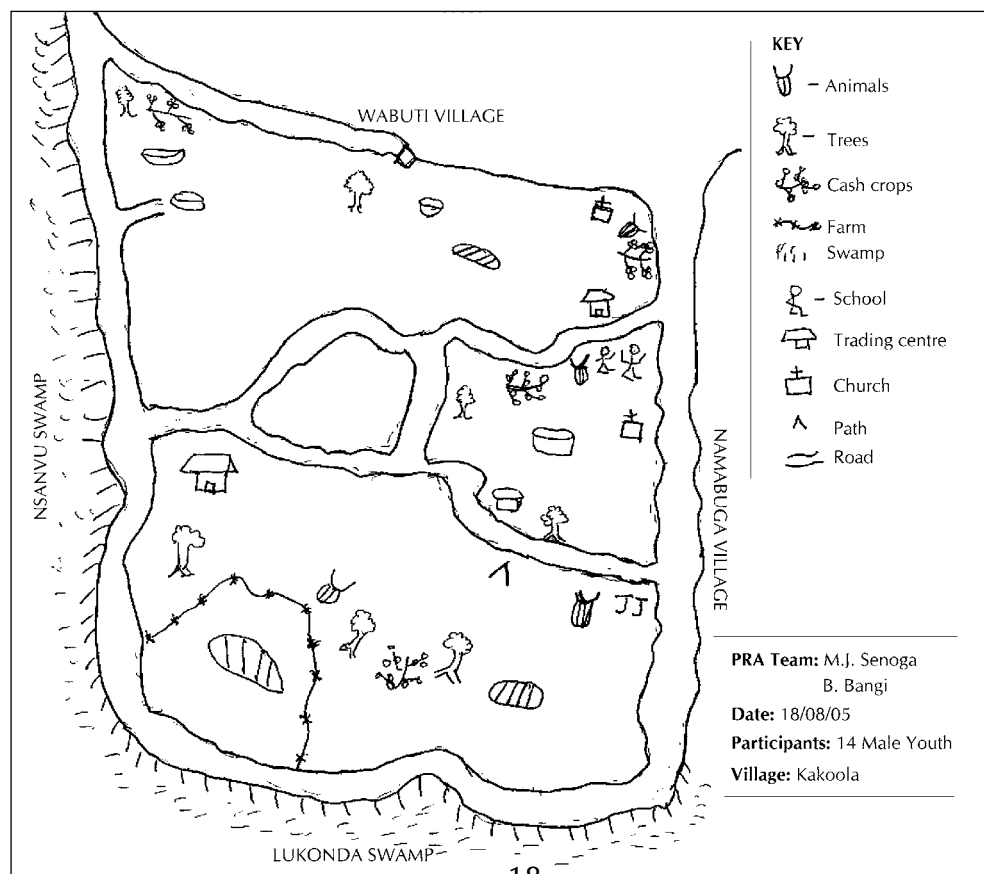 WABUTI VILLAGE
NSANVU SWAMP
NAMABUGA VILLAGE
LUKONDA SWAMP
KEY
– Animals
– Trees
Cash crops
Farm
Swamp
– School
Trading centre
Church
Path
Road
PRA Team: M.J. Senoga
B. Bangi
Date: 18/08/05
Participants: 14 Male Youth
Village: Kakoola